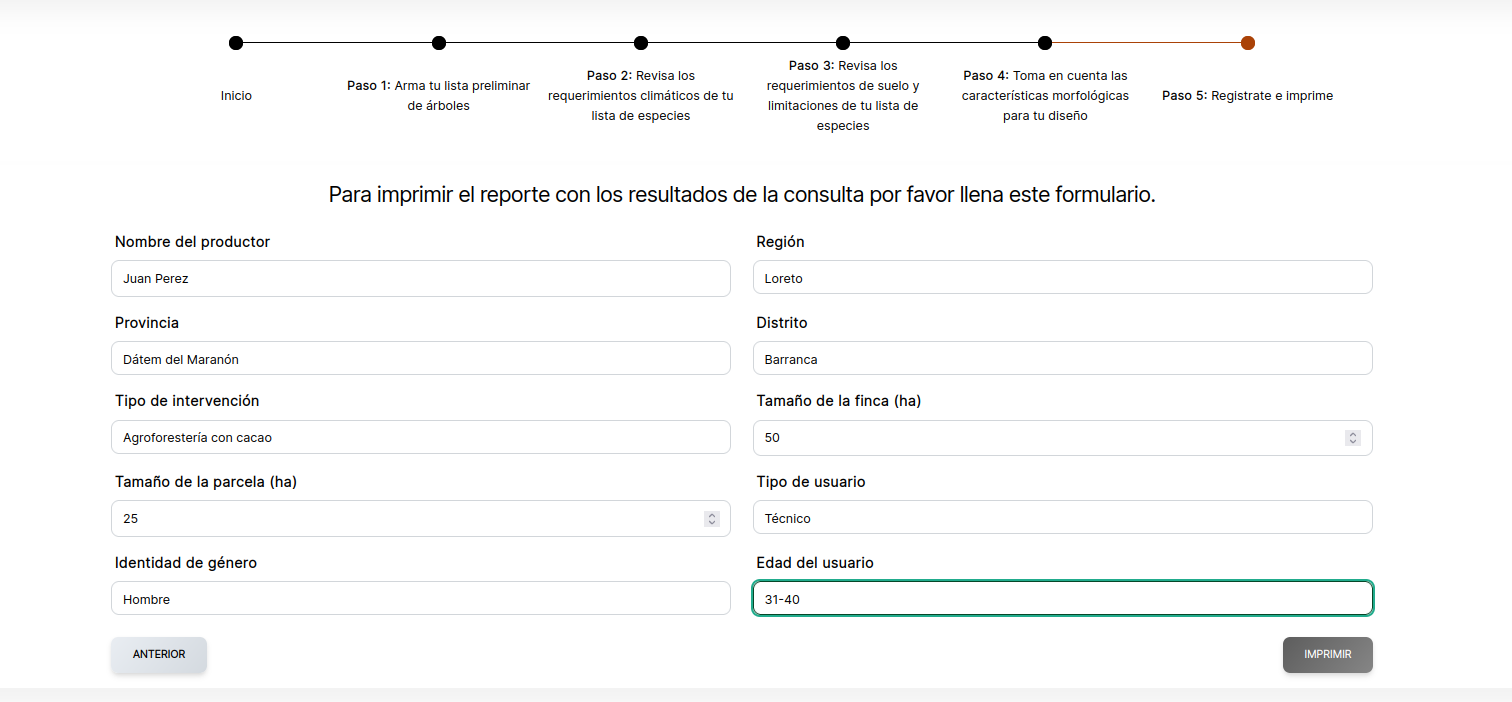 Inicio
Paso 1: Arma tu lista preliminar
de árboles
Paso 2: Revisa los
requerimientos climáticos de tu
lista de especies
Paso 3: Revisa los
requerimientos de suelo y
limitaciones de tu lista de
especies
Paso 4: Toma en cuenta las
características morfológicas
para tu diseño
Paso 5: Registrate e imprime
Para imprimir el reporte con los resultados de la consulta por favor llena este formulario.
Nombre del productor
Juan Perez
Región
Loreto
Provincia
Dátem del Maranón
Distrito
Barranca
Tipo de intervención
Agroforestería con cacao
Tamaño de la finca (ha)
50
Tamaño de la parcela (ha)
25
Tipo de usuario
Técnico
Identidad de género
Hombre
Edad del usuario
31-40
ANTERIOR
IMPRIMIR